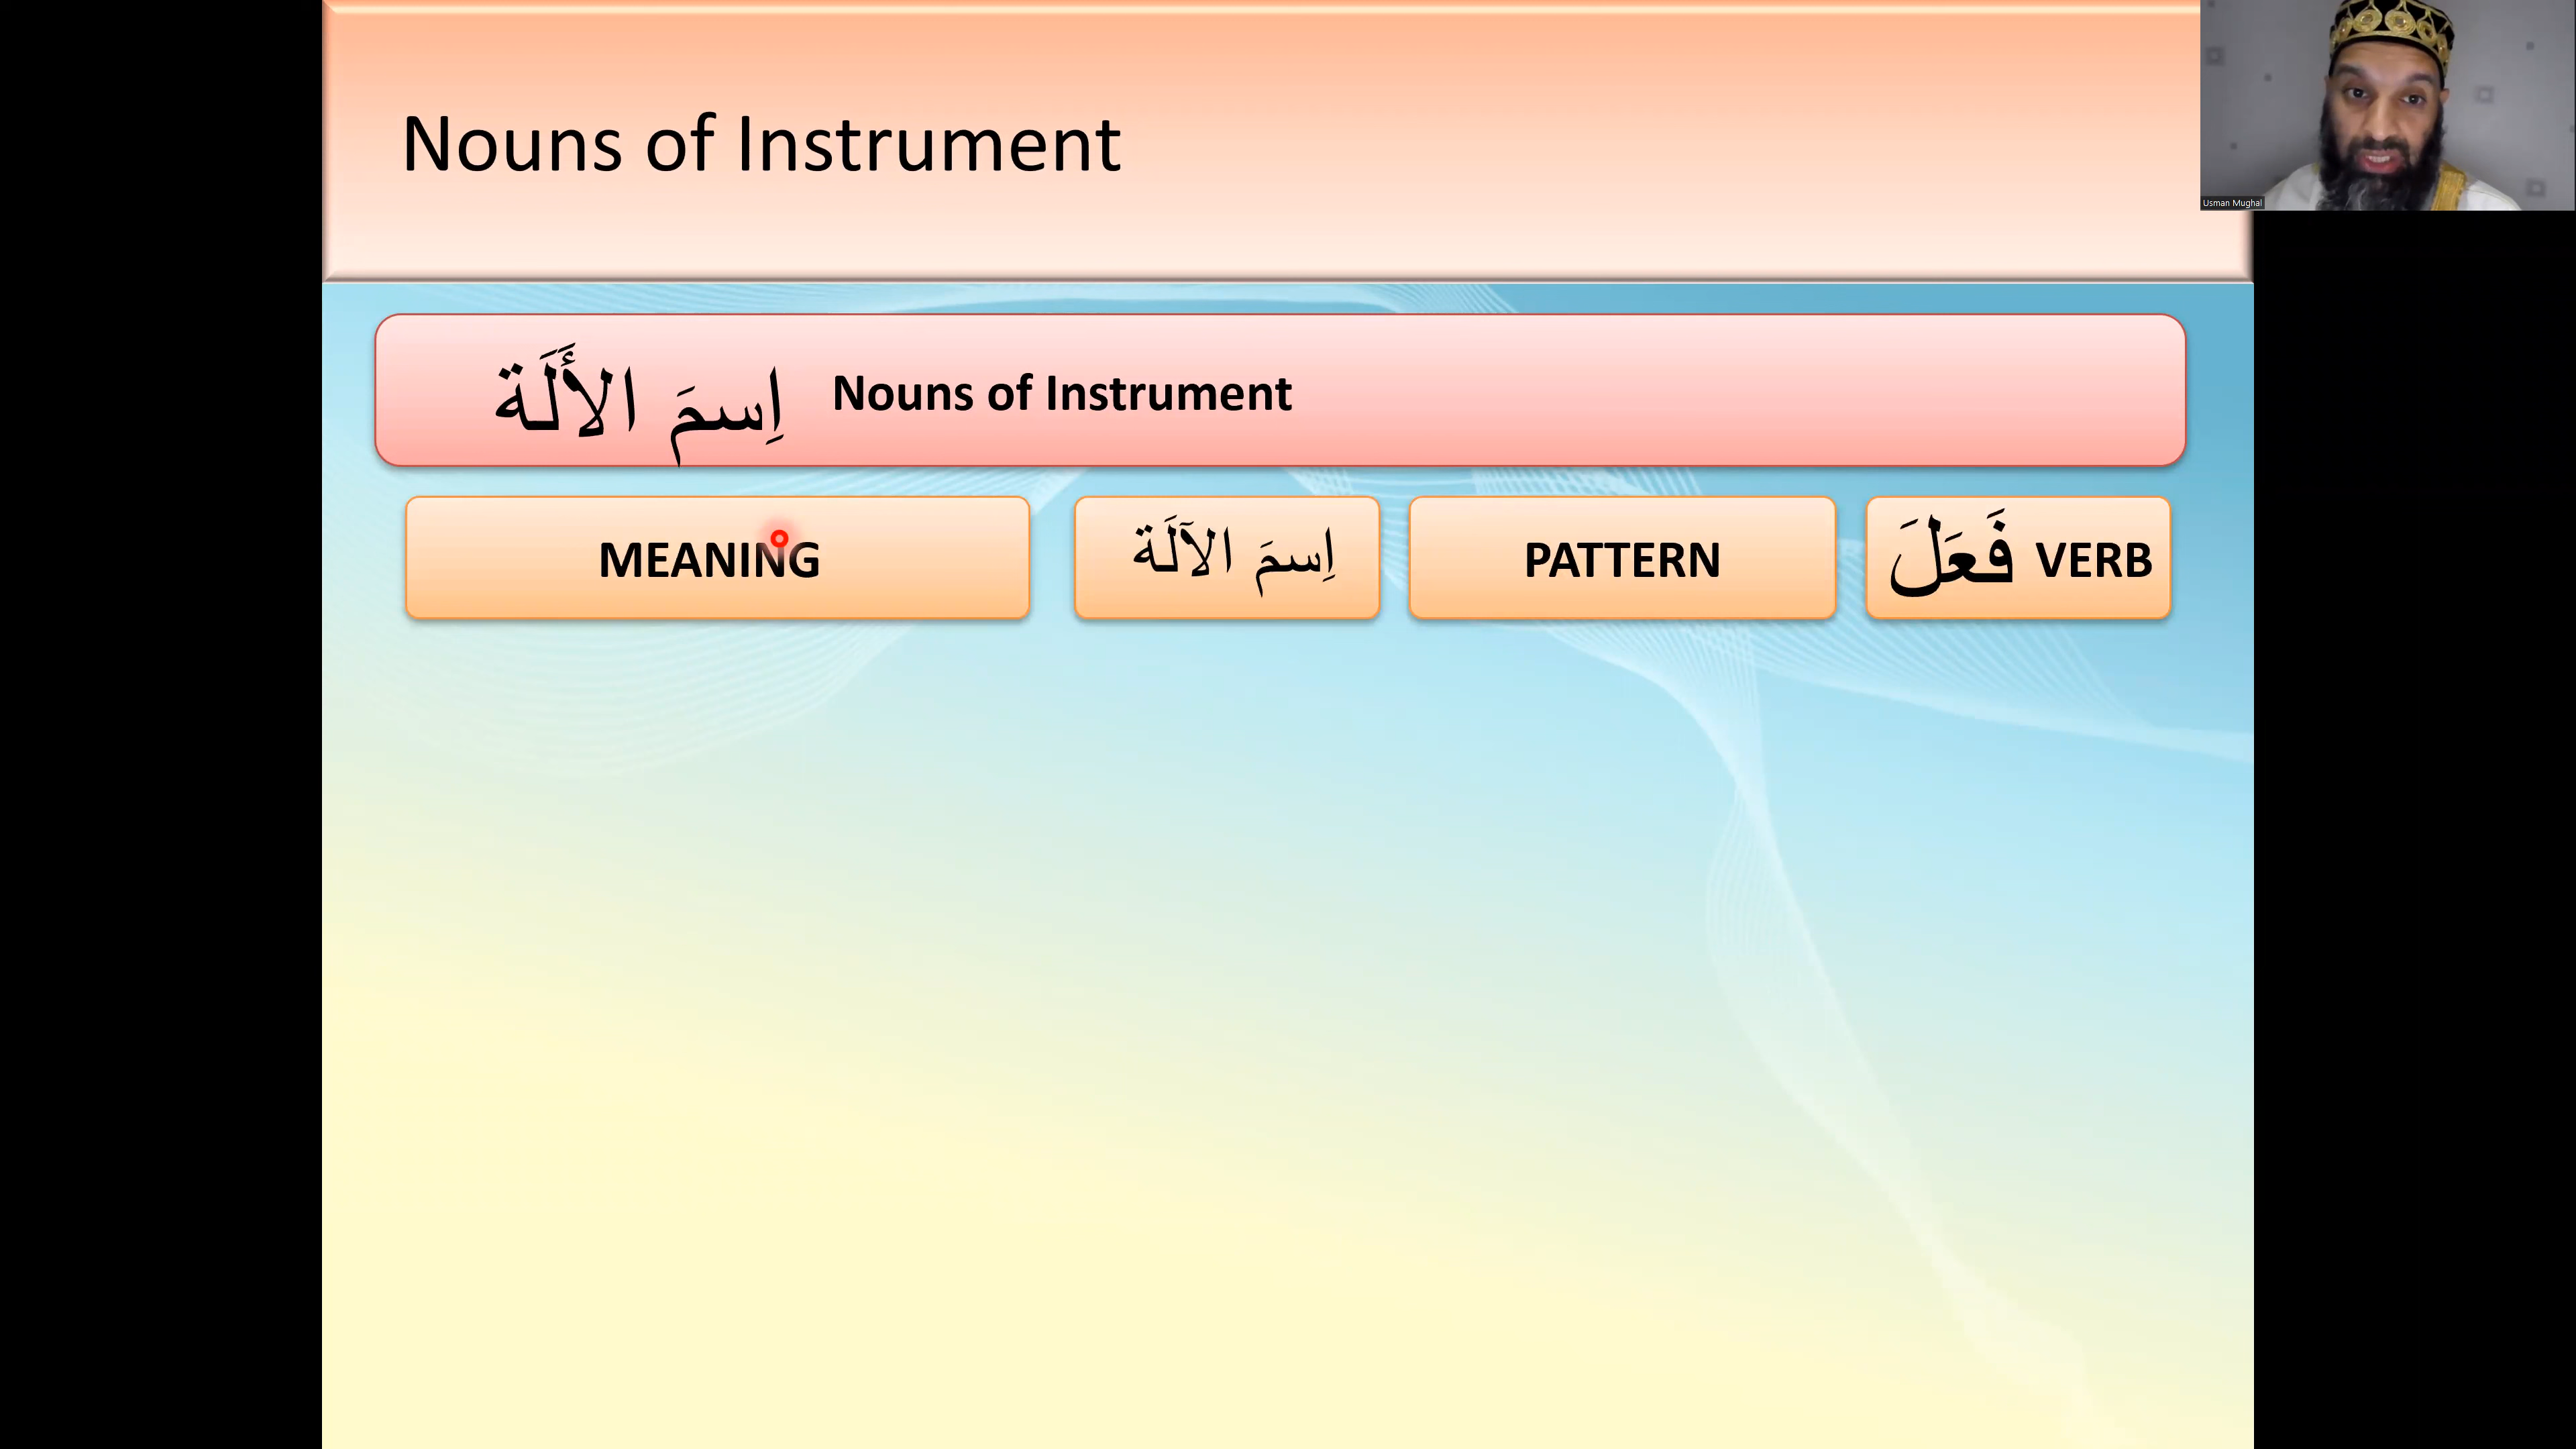 Nouns of Instrument
Usman Mughal
اِسمَ الأَلَة Nouns of Instrument
MEANING
اِسمَ الآلَة
PATTERN
فَعَلَ VERB